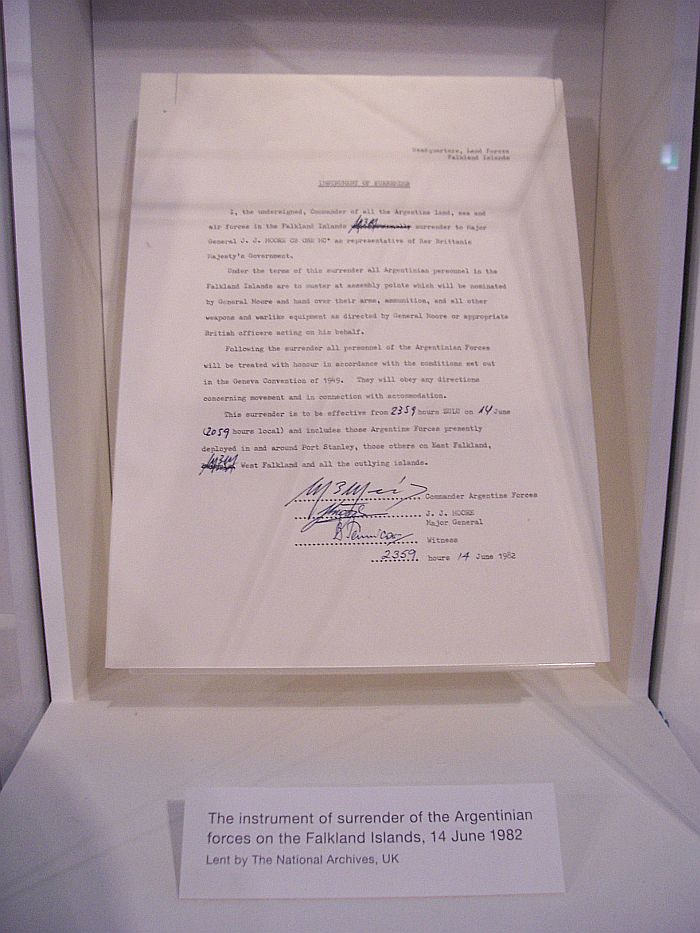 Headquarters, Land Forces
Falkland Islands
INSTRUMENT OF SURRENDER
I, the undersigned, Commander of all the Argentine land, sea and
air forces in the Falkland Islands unconditionally surrender to Major
General J. J. MOORE CB OBE MC* as representative of Her Brittanic
Majesty's Government.
Under the terms of this surrender all Argentinian personnel in the
Falkland Islands are to muster at assembly points which will be nominated
by General Moore and hand over their arms, ammunition, and all other
weapons and warlike equipment as directed by General Moore or appropriate
British officers acting on his behalf.
Following the surrender all personnel of the Argentinian Forces
will be treated with honour in accordance with the conditions set out
in the Geneva Convention of 1949. They will obey any directions
concerning movement and in connection with accommodation.
This surrender is to be effective from 2359 hours ZULU on 14 June
(2059 hours local) and includes those Argentine Forces presently
deployed in and around Port Stanley, those others on East Falkland,
West Falkland and all the outlying islands.
Commander Argentine Forces
J. J. MOORE
Major General
Witness
2359 hours 14 June 1982
The instrument of surrender of the Argentinian
forces on the Falkland Islands, 14 June 1982
Lent by The National Archives, UK